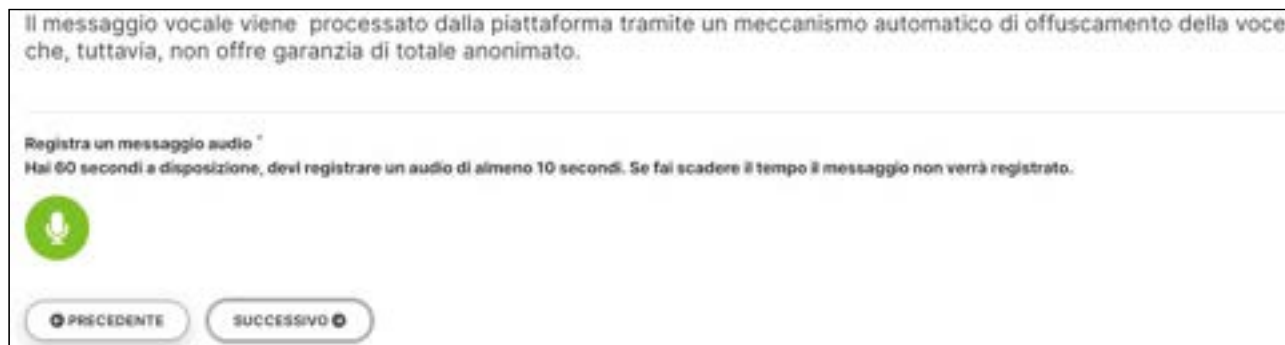 Il messaggio vocale viene processato dalla piattaforma tramite un meccanismo automatico di offuscamento della voce
che, tuttavia, non offre garanzia di totale anonimato.
Registra un messaggio audio *
Hai 60 secondi a disposizione, devi registrare un audio di almeno 10 secondi. Se fai scadere il tempo il messaggio non verrà registrato.
PRECEDENTE
SUCCESSIVO